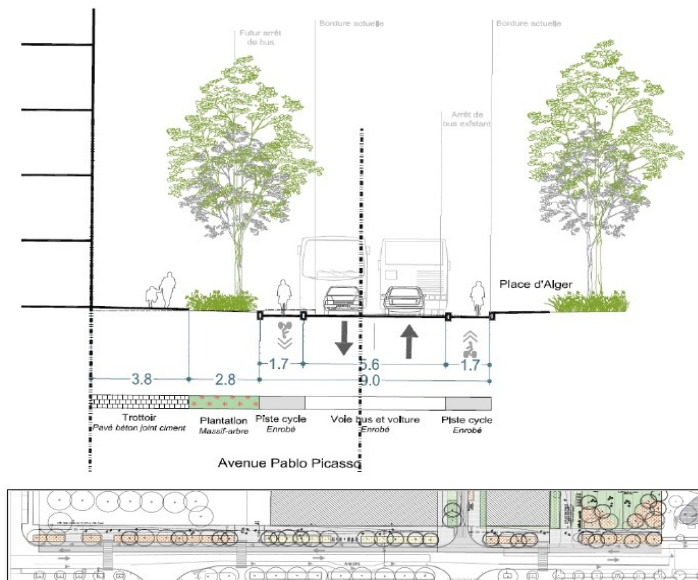 Futur arrêt
de bus
Bordure actuelle
Bordure actuelle
Arrêt de
bus existant
Place d'Alger
1.7
5.6
1.7
3.8
2.8
9.0
Trottoir
Pavé béton joint ciment
Plantation
Massif-arbre
Piste cycle
Enrobé
Voie bus et voiture
Enrobé
Piste cycle
Enrobé
Avenue Pablo Picasso